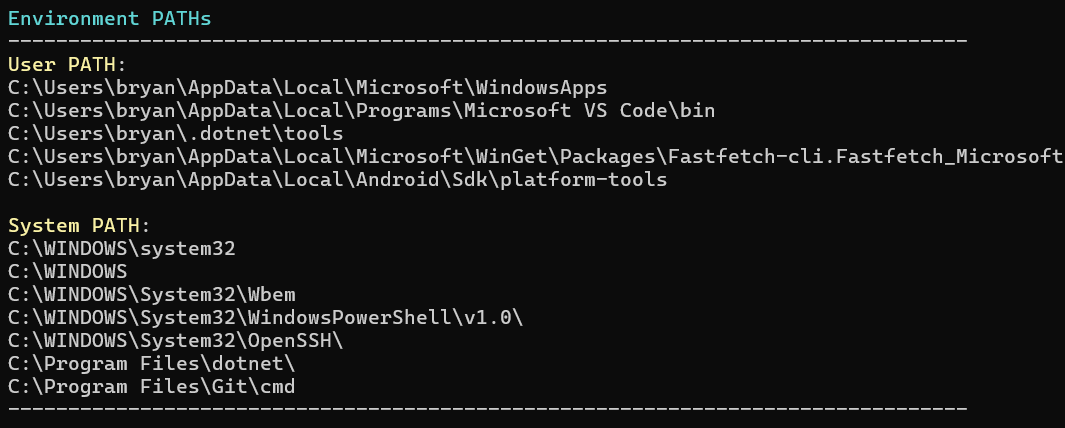 Environment PATHs
--------------------------------------------------------------------------------
User PATH:
C:\Users\bryan\AppData\Local\Microsoft\WindowsApps
C:\Users\bryan\AppData\Local\Programs\Microsoft VS Code\bin
C:\Users\bryan\.dotnet\tools
C:\Users\bryan\AppData\Local\Microsoft\WinGet\Packages\Fastfetch-cli.Fastfetch_Microsoft
C:\Users\bryan\AppData\Local\Android\Sdk\platform-tools

System PATH:
C:\WINDOWS\system32
C:\WINDOWS
C:\WINDOWS\System32\Wbem
C:\WINDOWS\System32\WindowsPowerShell\v1.0\
C:\WINDOWS\System32\OpenSSH\
C:\Program Files\dotnet\
C:\Program Files\Git\cmd
--------------------------------------------------------------------------------